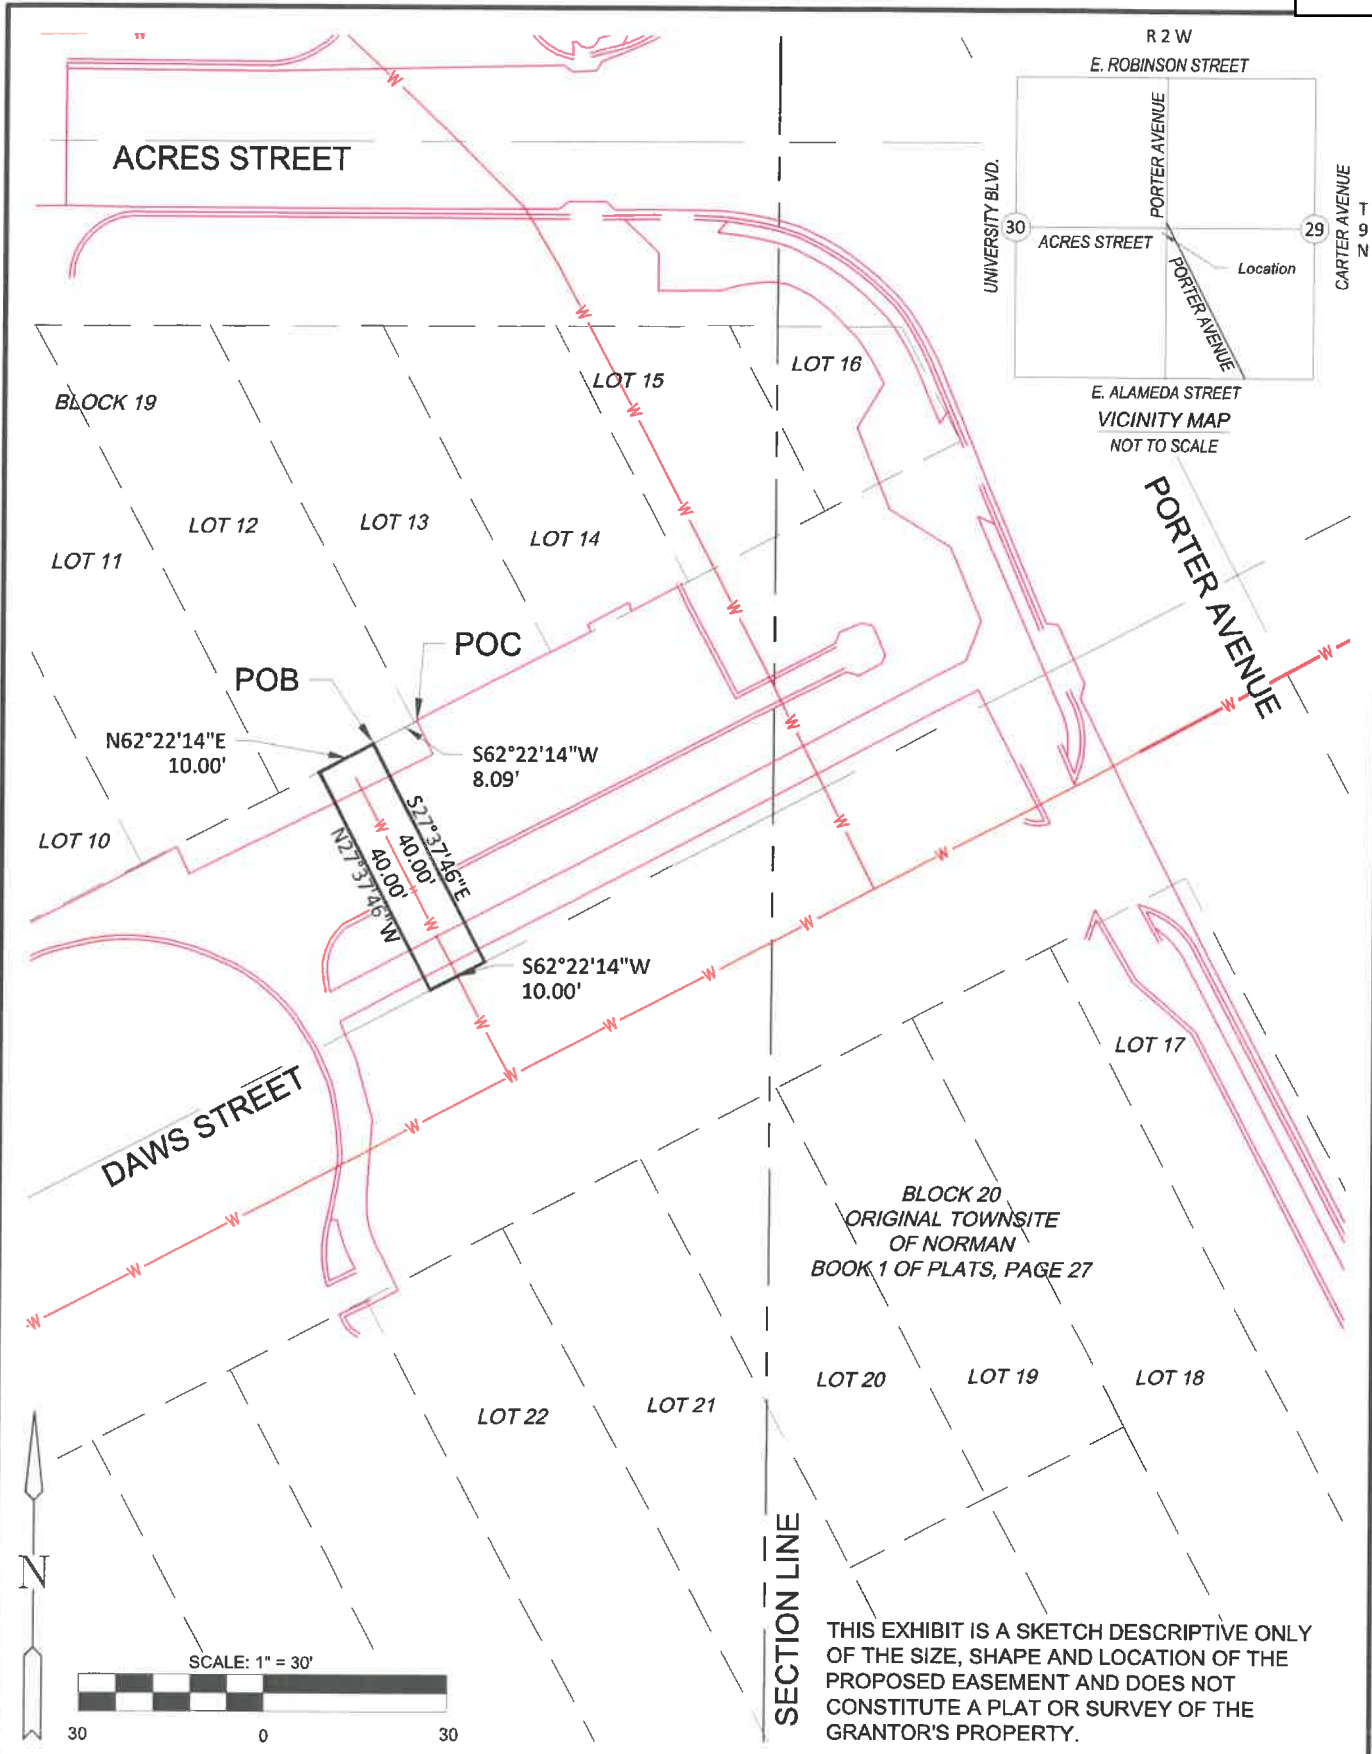 R 2 W
E. ROBINSON STREET
PORTER AVENUE
UNIVERSITY BLVD.
30
ACRES STREET
29
CARTER AVENUE
T
9
N
Location
PORTER AVENUE
E. ALAMEDA STREET
VICINITY MAP
NOT TO SCALE
W
W
ACRES STREET
W
LOT 16
LOT 15
BLOCK 19
W
W
LOT 12
LOT 13
LOT 14
LOT 11
PORTER AVENUE
W
POC
POB
W
N62°22'14"E
10.00'
S62°22'14"W
8.09'
W
W
LOT 10
S27°37'46"E
40.00'
W
40.00'
N27°37'46"W
W
W
W
W
S62°22'14"W
10.00'
W
W
W
W
LOT 17
DAWS STREET
W
W
W
W
BLOCK 20
ORIGINAL TOWNSITE
OF NORMAN
BOOK 1 OF PLATS, PAGE 27
LOT 20
LOT 19
LOT 18
LOT 22
LOT 21
N
SECTION LINE
SCALE: 1" = 30'
30
0
30
THIS EXHIBIT IS A SKETCH DESCRIPTIVE ONLY
OF THE SIZE, SHAPE AND LOCATION OF THE
PROPOSED EASEMENT AND DOES NOT
CONSTITUTE A PLAT OR SURVEY OF THE
GRANTOR'S PROPERTY.